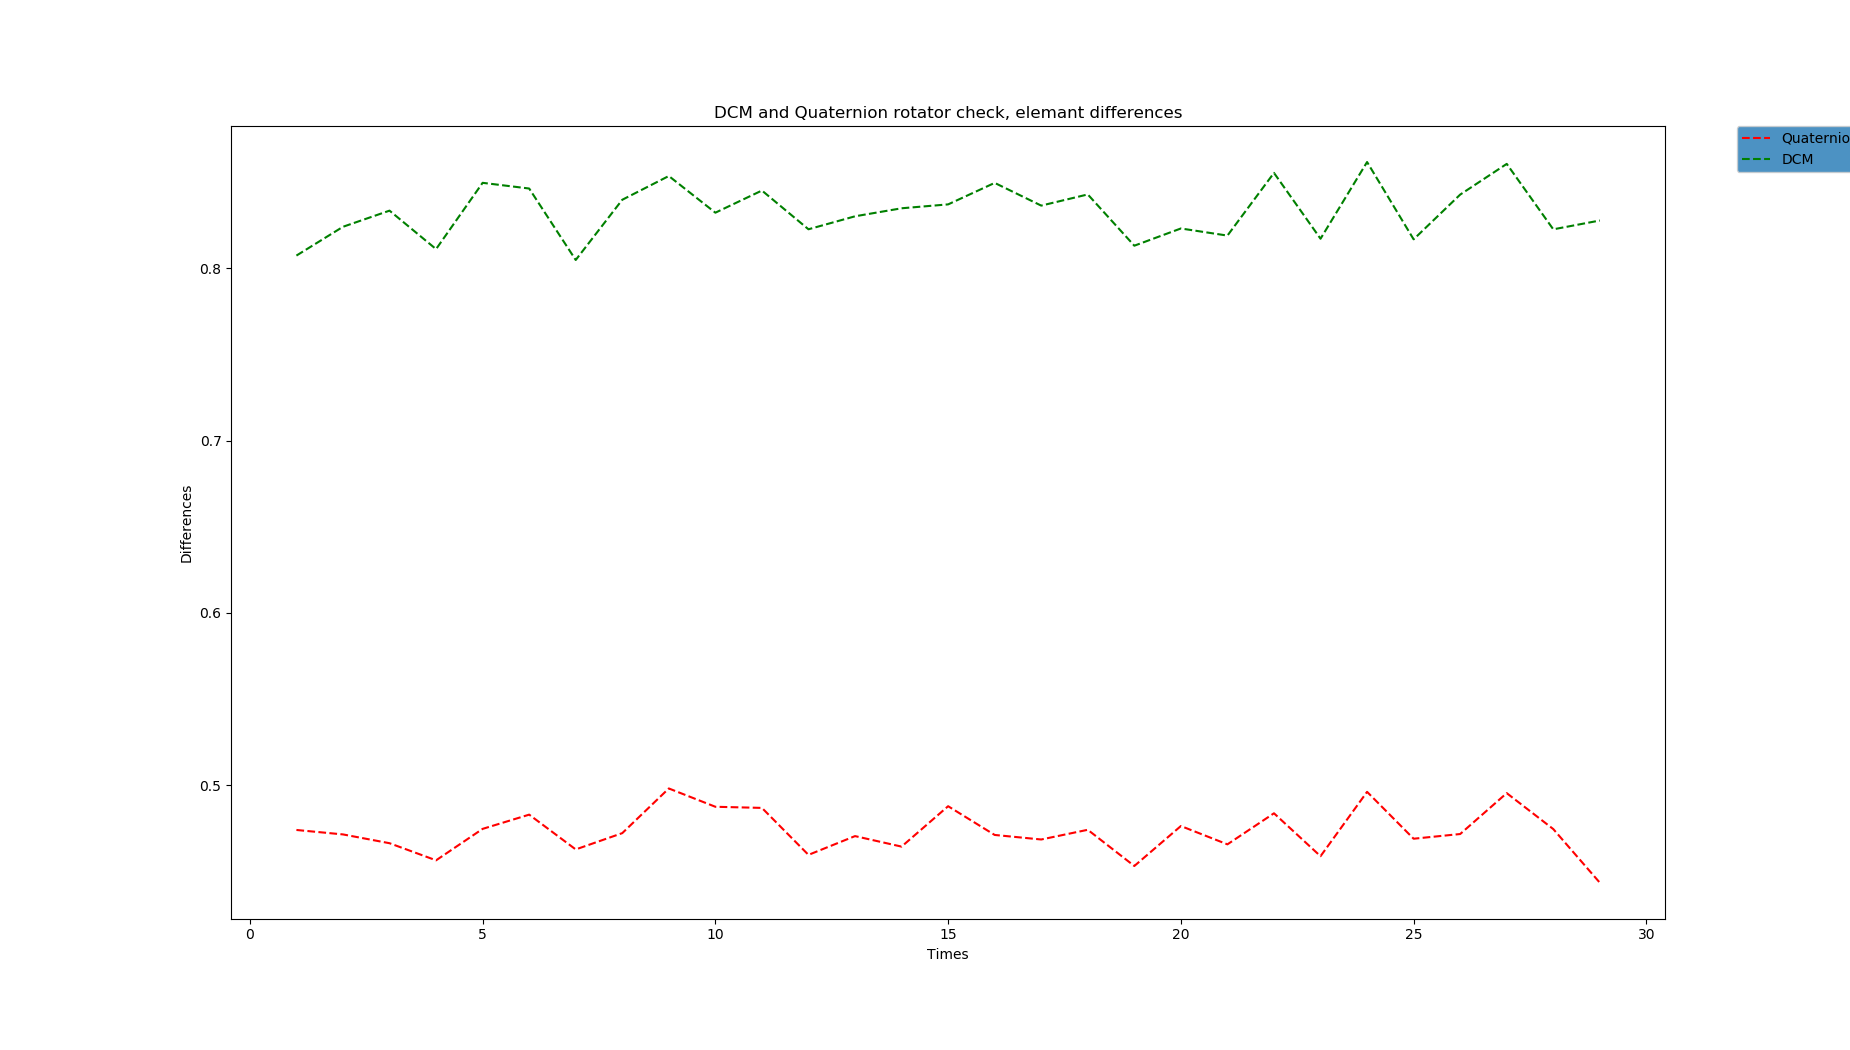 DCM and Quaternion rotator check, elemant differences
Quaternio
DCM
0.8
0.7
0.6
0.5
Differences
0 5 10 15 20 25 30
Times